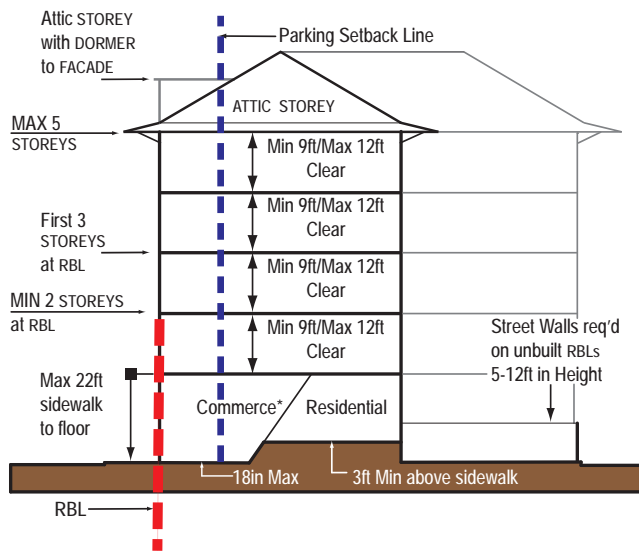 Attic STOREY
with DORMER
to FACADE
Parking Setback Line
ATTIC STOREY
MAX 5
STOREYS
Min 9ft/Max 12ft
Clear
Min 9ft/Max 12ft
Clear
First 3
STOREYS
at RBL
Min 9ft/Max 12ft
Clear
MIN 2 STOREYS
at RBL
Min 9ft/Max 12ft
Clear
Street Walls req'd
on unbuilt RBLs
5-12ft in Height
Max 22ft
sidewalk
to floor
Commerce*
Residential
18in Max
3ft Min above sidewalk
RBL